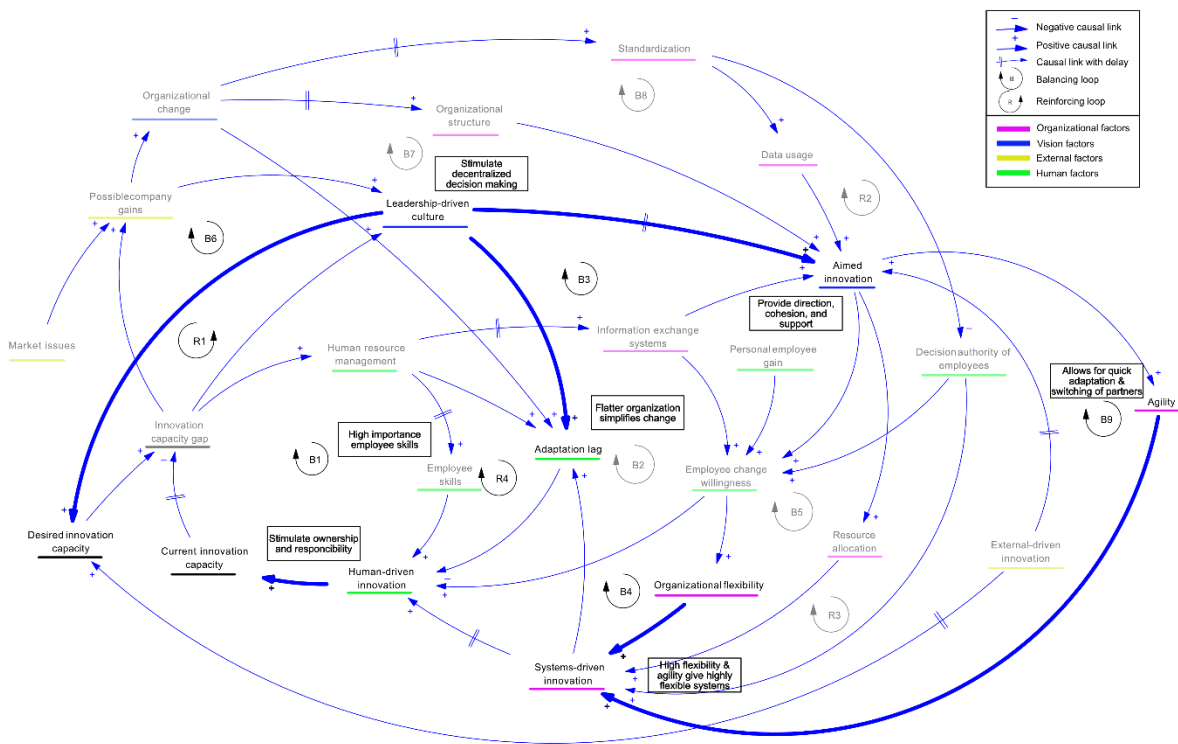 Negative causal link
Positive causal link
Causal link with delay
B
Balancing loop
R
Reinforcing loop
Organizational factors
Vision factors
External factors
Human factors
Standardization
B8
Organizational
change
Organizational
structure
B7
Data usage
Stimulate
decentralized
decision making
Possiblecompany
gains
R2
Leadership-driven
culture
B6
B3
Aimed
innovation
Provide direction,
cohesion, and
support
Market issues
R1
Human resource
management
Information exchange
systems
Personal employee
gain
Decision authority of
employees
Allows for quick
adaptation &
switching of partners
B9
Agility
Flatter organization
simplifies change
Innovation
capacity gap
High importance
employee skills
B1
Adaptation lag
B2
Employee
skills
R4
Employee change
willingness
B5
Desired innovation
capacity
Current innovation
capacity
Stimulate ownership
and responcibility
Human-driven
innovation
Resource
allocation
External-driven
innovation
B4
Organizational flexibility
R3
Systems-driven
innovation
High flexibility &
agility give highly
flexible systems